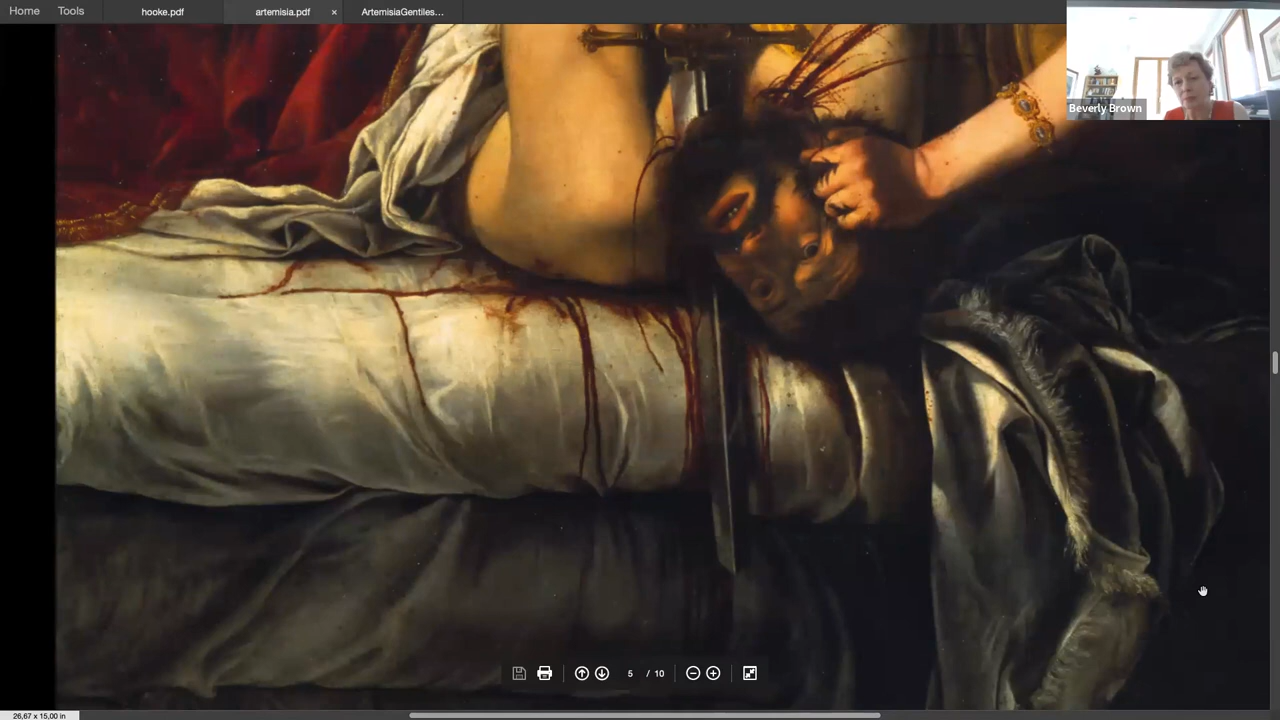 Home Tools hooke.pdf artemisia.pdf × ArtemisiaGentiles...
Beverly Brown
5 / 10
26,67 x 15,00 in